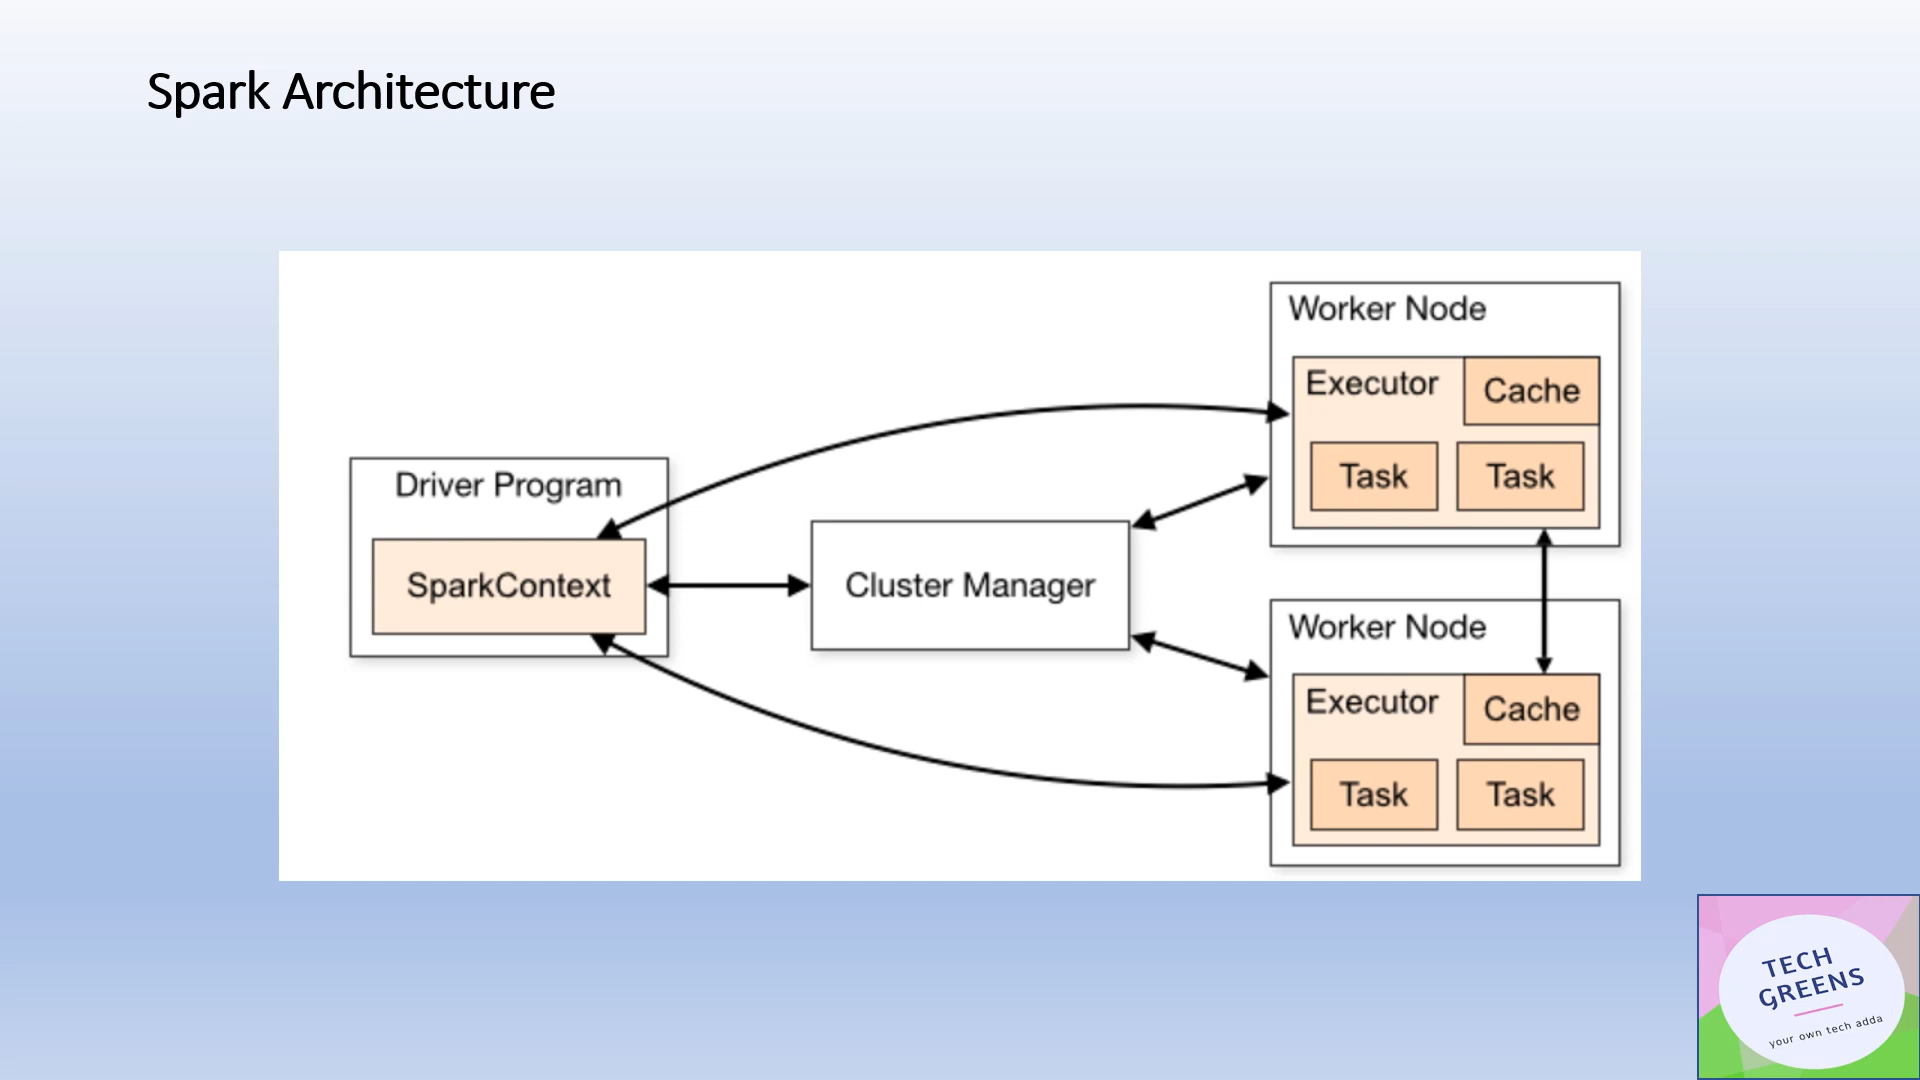 Spark Architecture
Worker Node
Executor
Cache
Task
Task
Driver Program
SparkContext
Cluster Manager
Worker Node
Executor
Cache
Task
Task
TECH
GREENS
your own tech adda